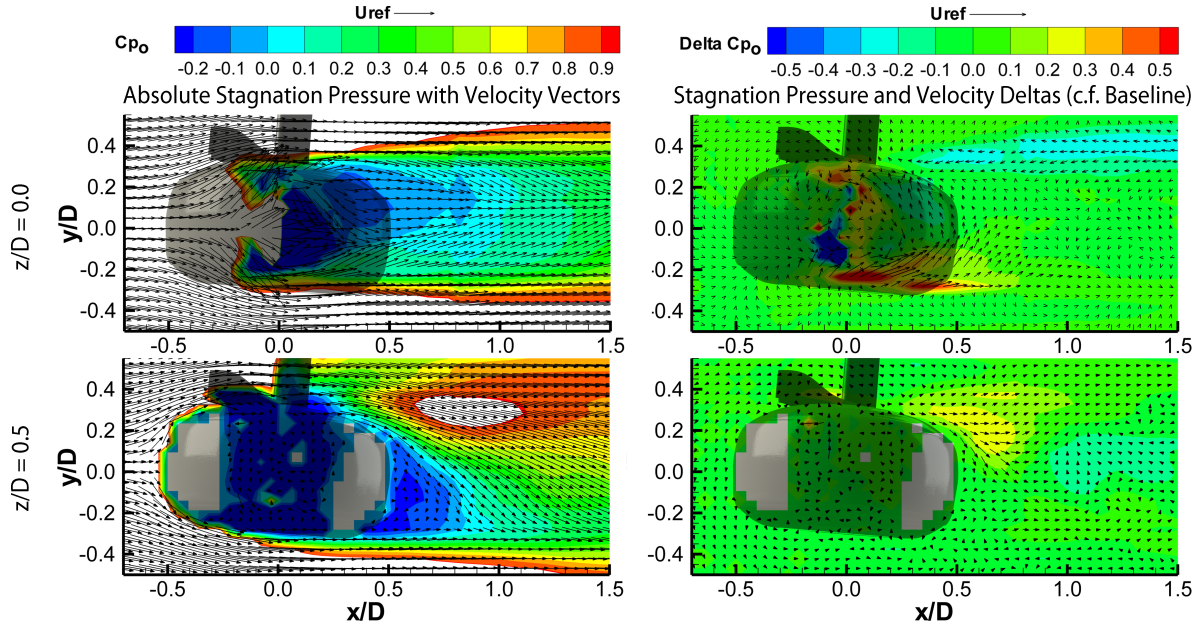 Uref
Cpo
-0.2 -0.1 0.0 0.1 0.2 0.3 0.4 0.5 0.6 0.7 0.8 0.9
Absolute Stagnation Pressure with Velocity Vectors
Uref
Delta Cpo
-0.5 -0.4 -0.3 -0.2 -0.1 0.0 0.1 0.2 0.3 0.4 0.5
Stagnation Pressure and Velocity Deltas (c.f. Baseline)
z/D = 0.0
y/D
0.4
0.2
0.0
-0.2
-0.4
-0.5 0.0 0.5 1.0 1.5
0.4
0.2
0.0
·0.2
-0.4
-0.5 0.0 0.5 1.0 1.5
z/D = 0.5
y/D
0.4
0.2
0.0
-0.2
-0.4
-0.5 0.0 0.5 1.0 1.5
x/D
0.4
0.2
0.0
·0.2
-0.4
-0.5 0.0 0.5 1.0 1.5
x/D